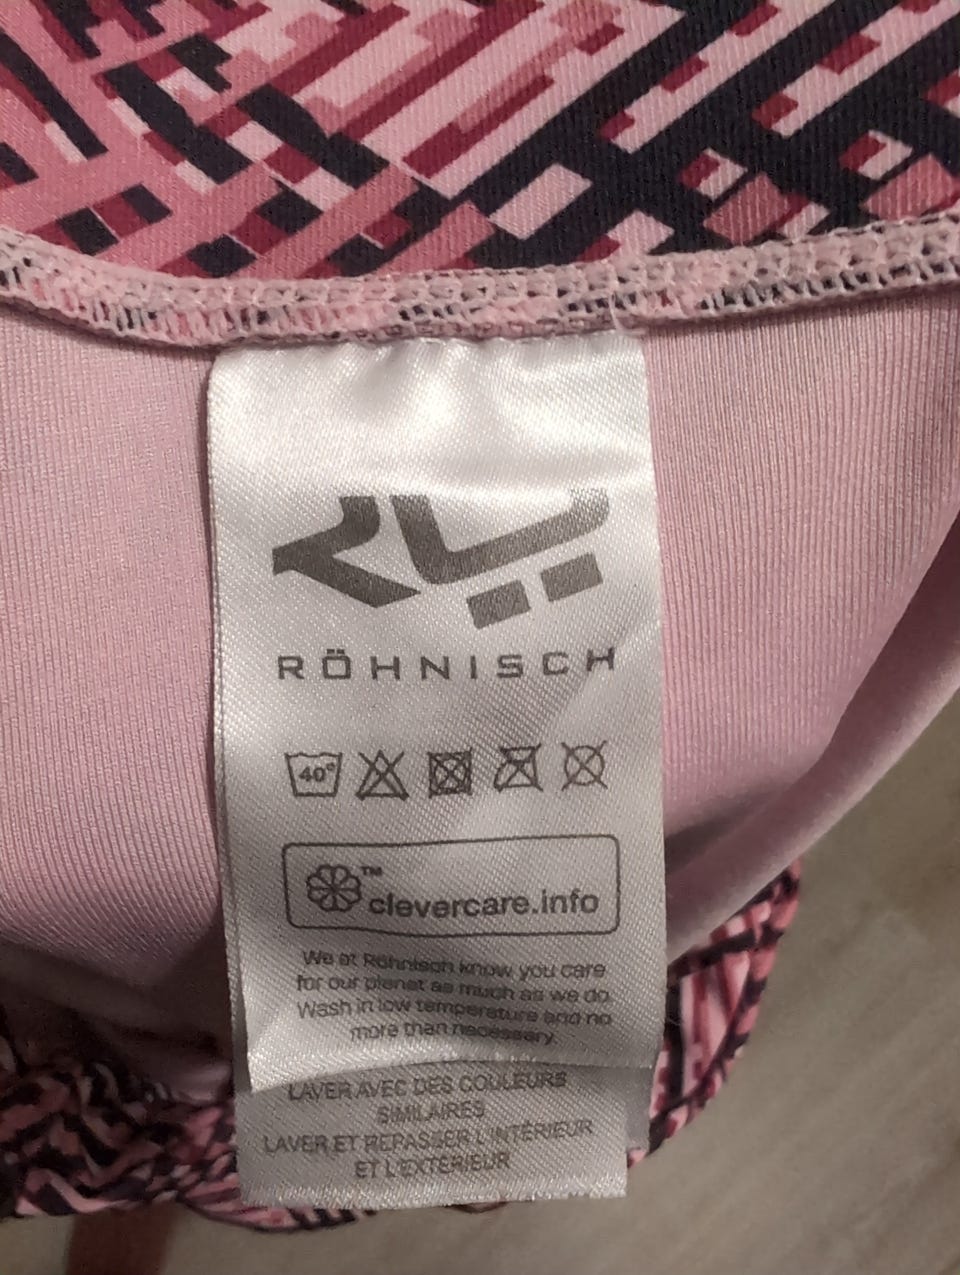 RÖHNISCH
40°
™
clevercare.info
We at Röhnisch know you care
for our planet as much as we do.
Wash in low temperature and no
more than necessary.
LAVER AVEC DES COULEURS
SIMILAIRES
LAVER ET REPASSER L'INTÉRIEUR
ET L'EXTÉRIEUR